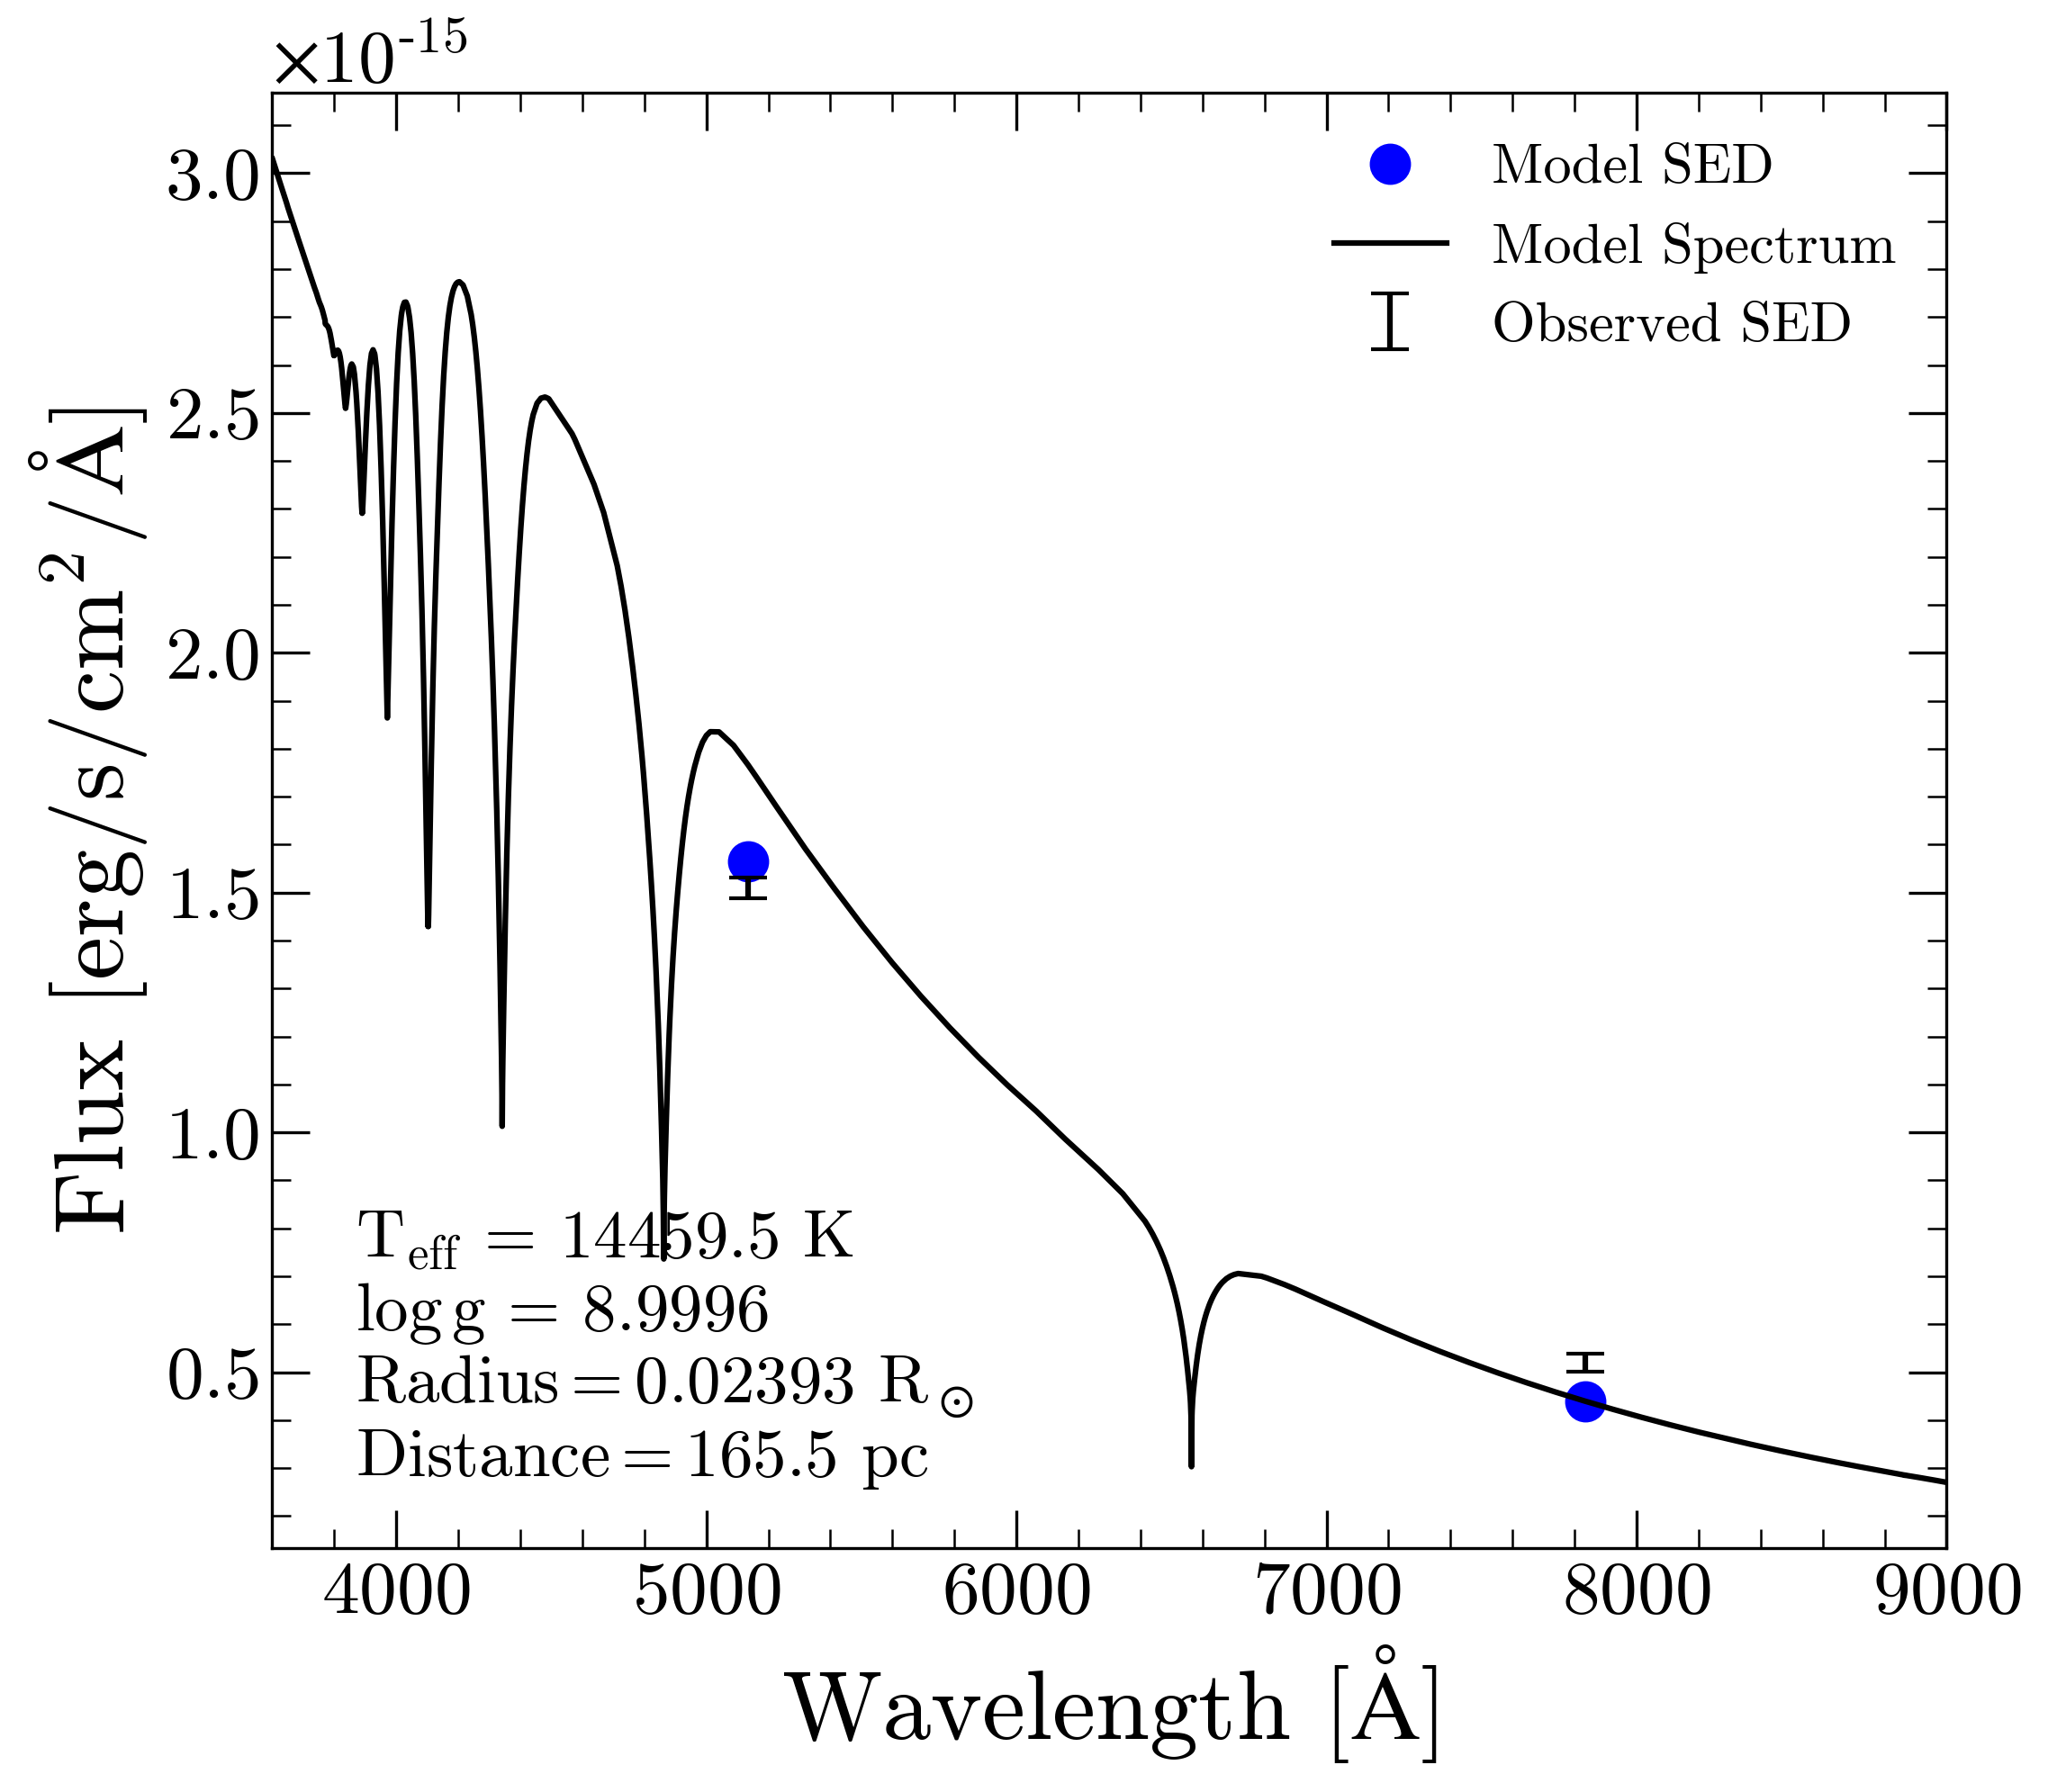 ×10-15
3.0
2.5
2.0
1.5
1.0
0.5
Flux [erg/s/cm2/Å]
Model SED
Model Spectrum
Observed SED
Teff = 14459.5 K
log g = 8.9996
Radius = 0.02393 R⊙
Distance = 165.5 pc
4000 5000 6000 7000 8000 9000
Wavelength [Å]